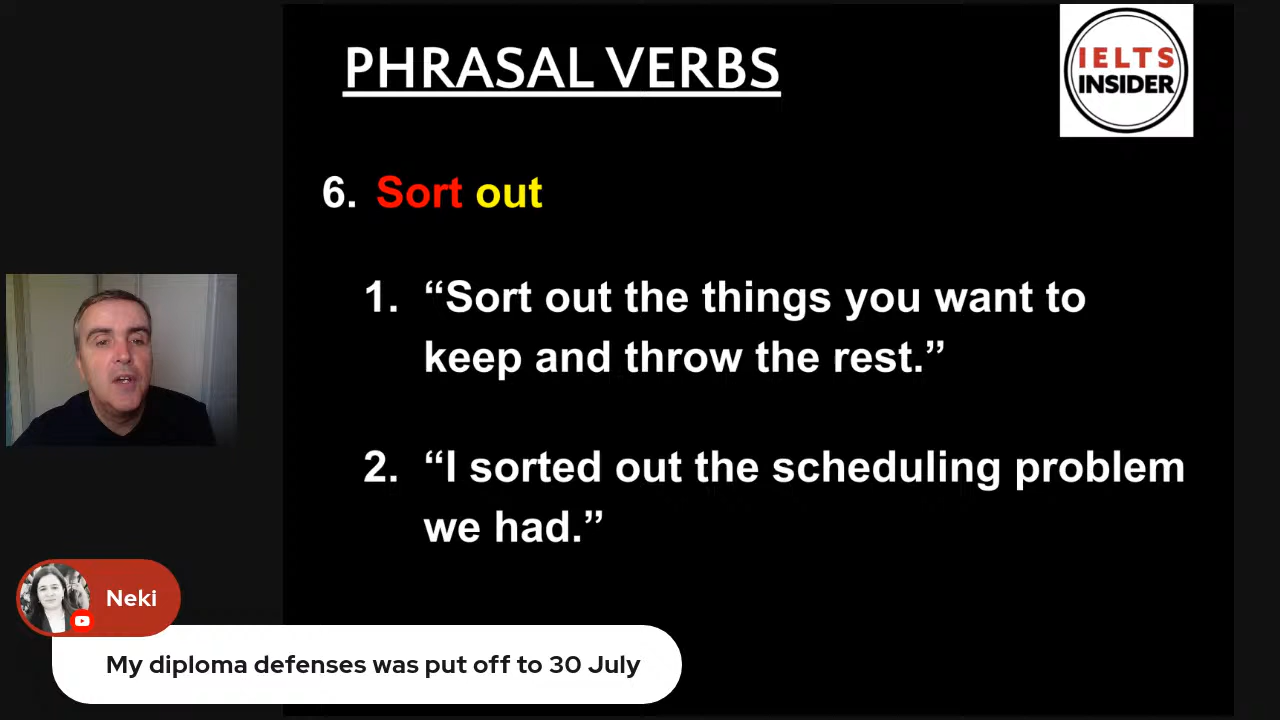 PHRASAL VERBS
IELTS
INSIDER
6. Sort out
1. “Sort out the things you want to
keep and throw the rest.”
2. “I sorted out the scheduling problem
we had.”
Neki
My diploma defenses was put off to 30 July